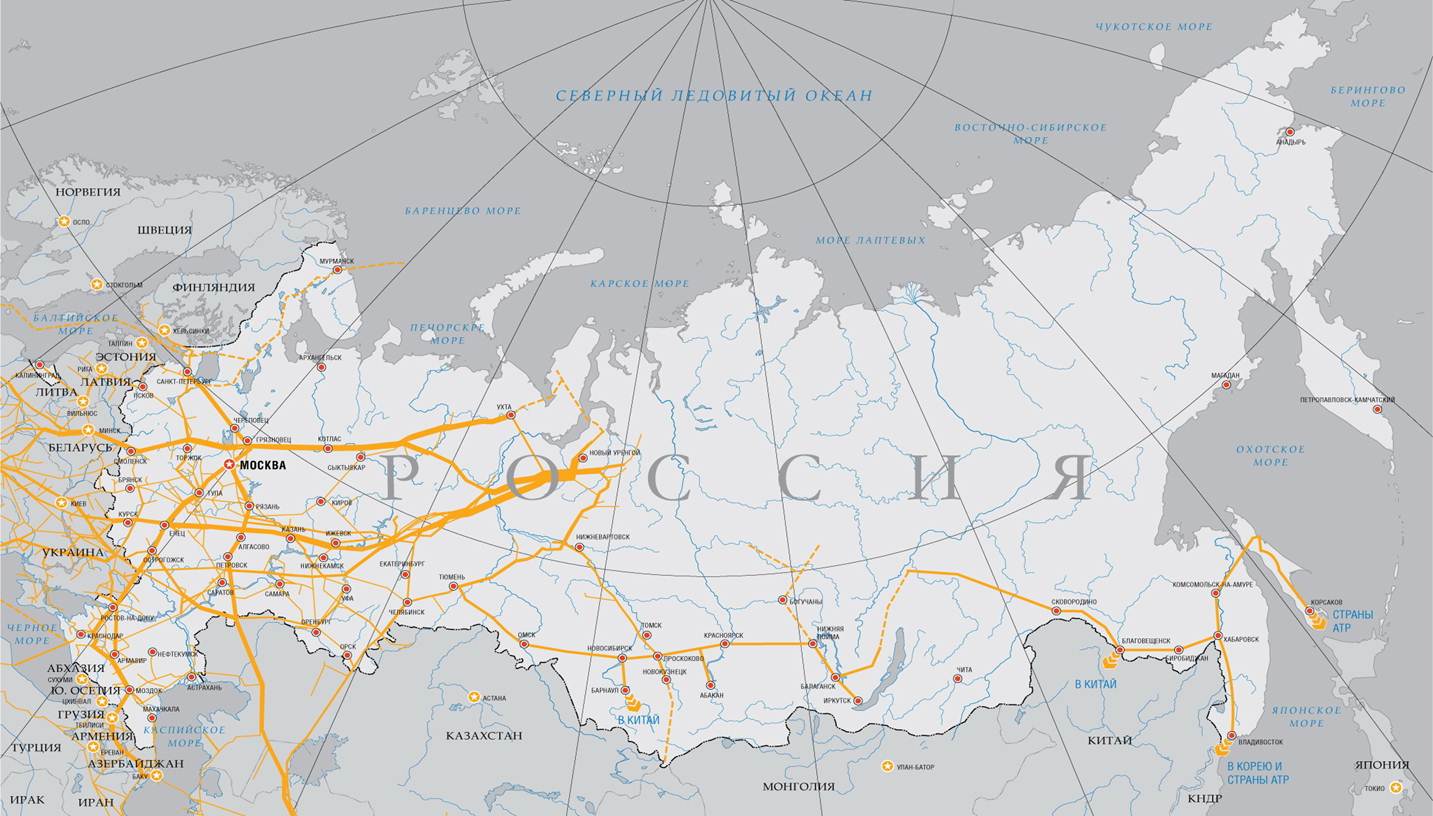 ЧУКОТСКОЕ МОРЕ
БЕРИНГОВО
МОРЕ
СЕВЕРНЫЙ ЛЕДОВИТЫЙ ОКЕАН
ВОСТОЧНО-СИБИРСКОЕ
МОРЕ
АНАДЫРЬ
НОРВЕГИЯ
ОСЛО
ШВЕЦИЯ
БАРЕНЦЕВО МОРЕ
МОРЕ ЛАПТЕВЫХ
МУРМАНСК
СТОКГОЛЬМ
ФИНЛЯНДИЯ
КАРСКОЕ МОРЕ
БАЛТИЙСКОЕ
МОРЕ
ХЕЛЬСИНКИ
ПЕЧОРСКРЕ
МОРЕ
ТАЛЛИН
ЭСТОНИЯ
АРХАНГЕЛЬСК
КАЛИНИНГРАД
РИГА
ЛАТВИЯ
САНКТ-ПЕТЕРБУРГ
МАГАДАН
ЛИТВА
ПСКОВ
ПЕТРОПАВЛОВСК-КАМЧАТСКИЙ
ВИЛЬНЮС
УХТА
МИНСК
ЧЕРЕПОВЕЦ
ГРЯЗНОВЕЦ
КОТЛАС
БЕЛАРУСЬ
СМОЛЕНСК
ТОРЖОК
МОСКВА
СЫКТЫВКАР
НОВЫЙ УРЕНГОЙ
ОХОТСКОЕ
МОРЕ
РОССИЯ
БРЯНСК
ТУЛА
РЯЗАНЬ
КИРОВ
КИЕВ
КУРСК
ЕЛЕЦ
КАЗАНЬ
ИЖЕВСК
НИЖНЕВАРТОВСК
УКРАИНА
ОСТРОГОЖСК
АЛГАСОВО
ПЕТРОВСК
НИЖНЕКАМСК
ЕКАТЕРИНБУРГ
ТЮМЕНЬ
САРАТОВ
САМАРА
УФА
ЧЕЛЯБИНСК
БОГУЧАНЫ
СКОВОРОДИНО
КОМСОМОЛЬСК-НА-АМУРЕ
КОРСАКОВ
СТРАНЫ
АТР
РОСТОВ-НА-ДОНУ
ОРЕНБУРГ
ЧЕРНОЕ
МОРЕ
КРАСНОДАР
ОРСК
ОМСК
ТОМСК
НОВОСИБИРСК
ПРОСКОКОВО
КРАСНОЯРСК
НИЖНЯЯ
ПОЙМА
БЛАГОВЕЩЕНСК
ХАБАРОВСК
БИРОБИДЖАН
АРМАВИР
НЕФТЕКУМСК
АБХАЗИЯ
СУХУМИ
АСТРАХАНЬ
НОВОКУЗНЕЦК
БАРНАУЛ
АБАКАН
БАЛАГАНСК
ИРКУТСК
ЧИТА
В КИТАЙ
Ю. ОСЕТИЯ
ЦХИНВАЛ
МОЗДОК
АСТАНА
ГРУЗИЯ
ТБИЛИСИ
МАХАЧКАЛА
В КИТАЙ
ЯПОНСКОЕ
МОРЕ
АРМЕНИЯ
КАСПИЙСКОЕ
МОРЕ
КАЗАХСТАН
КИТАЙ
ВЛАДИВОСТОК
ТУРЦИЯ
ЕРЕВАН
АЗЕРБАЙДЖАН
БАКУ
УЛАН-БАТОР
В КОРЕЮ И
СТРАНЫ АТР
ЯПОНИЯ
ТОКИО
МОНГОЛИЯ
ИРАК
ИРАН
КНДР